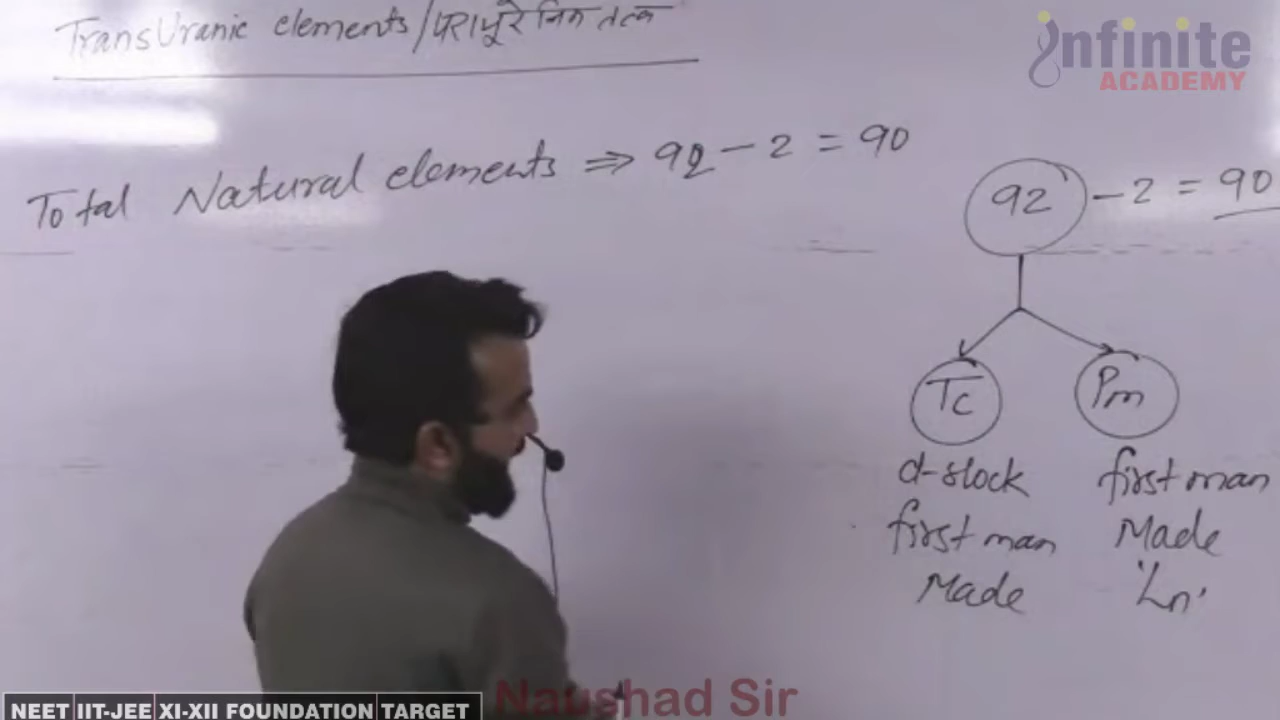 TransUranic elements/परायूरेनिक तत्व
Infinite
ACADEMY
Total Natural elements ⇒ 92 - 2 = 90
92 - 2 = 90
Tc
Pm
d-block
first man
Made
first man
Made
'Ln'
Naushad Sir
NEET IIT-JEE XI-XII FOUNDATION TARGET